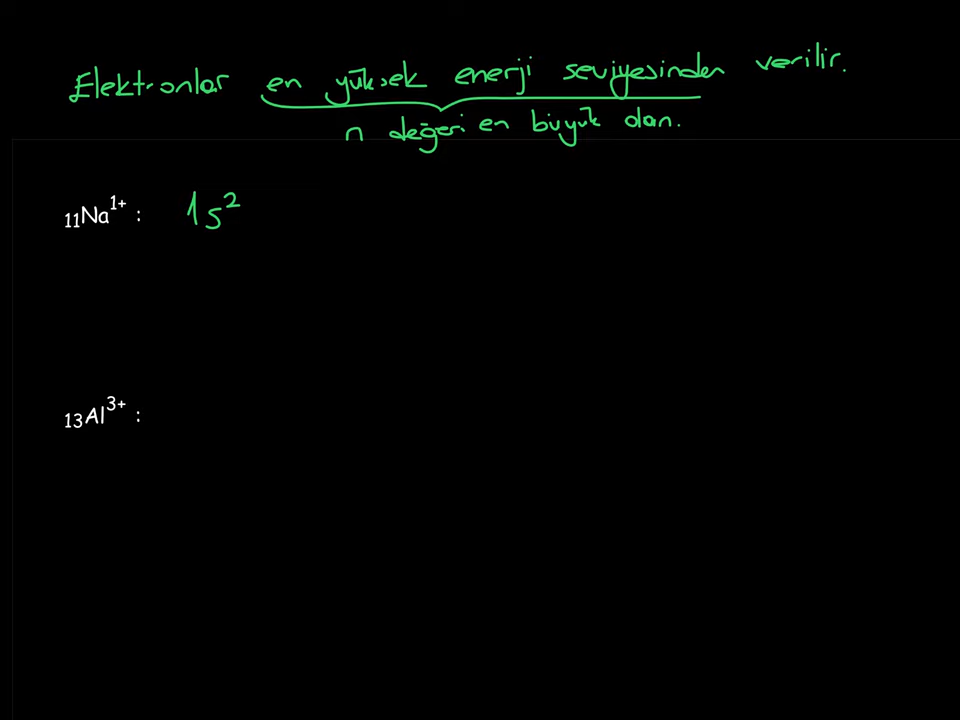 Elektronlar en yüksek enerji seviyesinden verilir.
n değeri en büyük olan.
₁₁Na¹⁺ : 1s²
₁₃Al³⁺ :